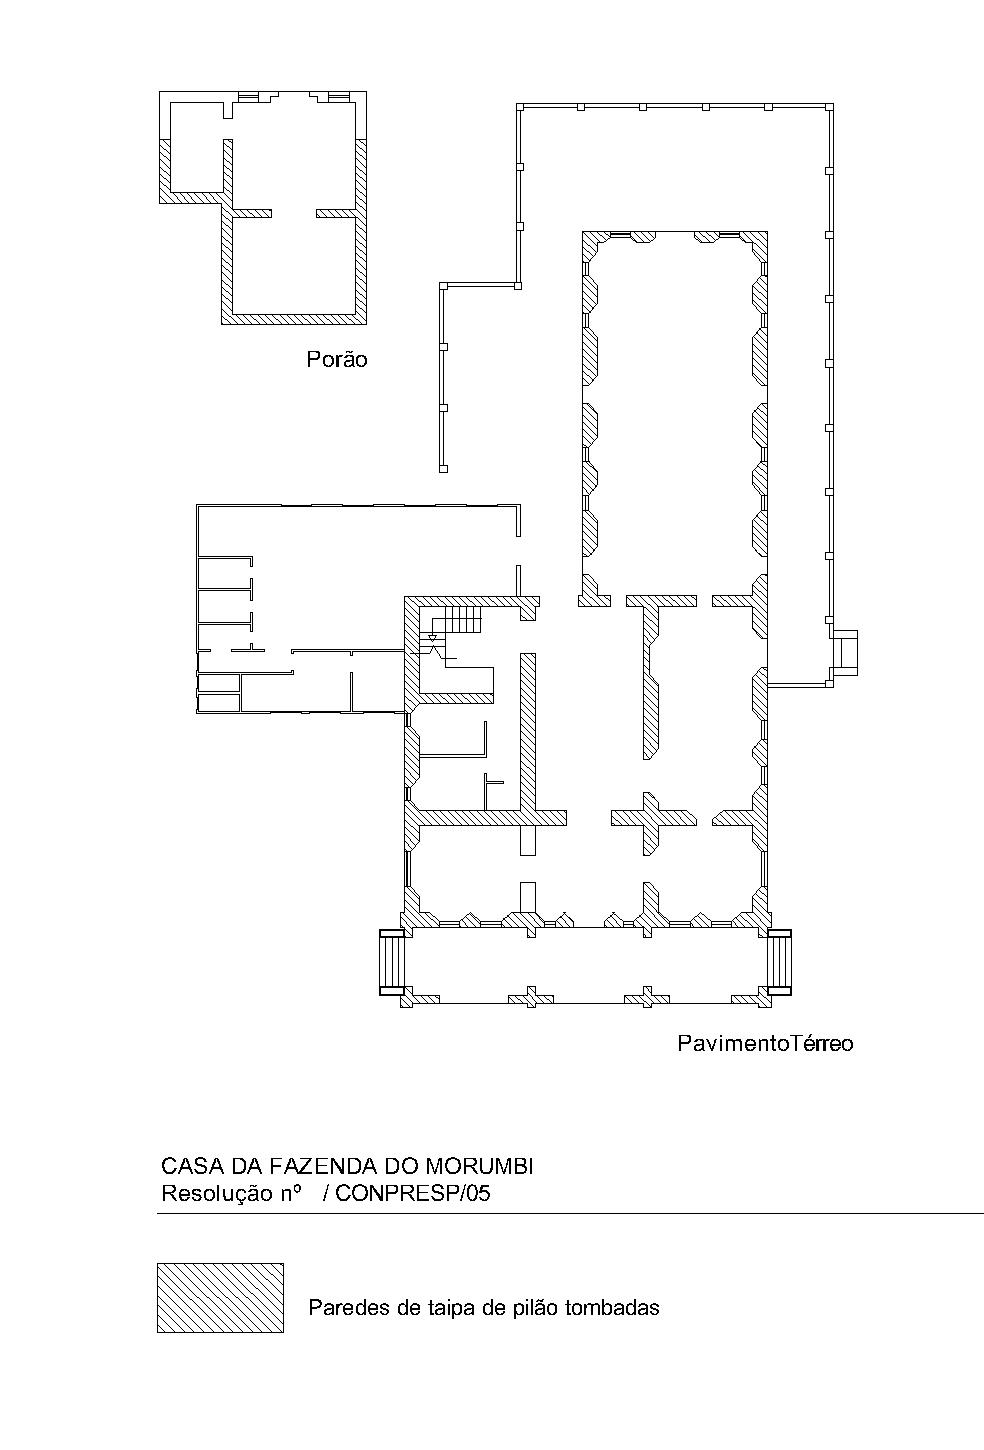 Porão
PavimentoTérreo
CASA DA FAZENDA DO MORUMBI
Resolução nº / CONPRESP/05
Paredes de taipa de pilão tombadas